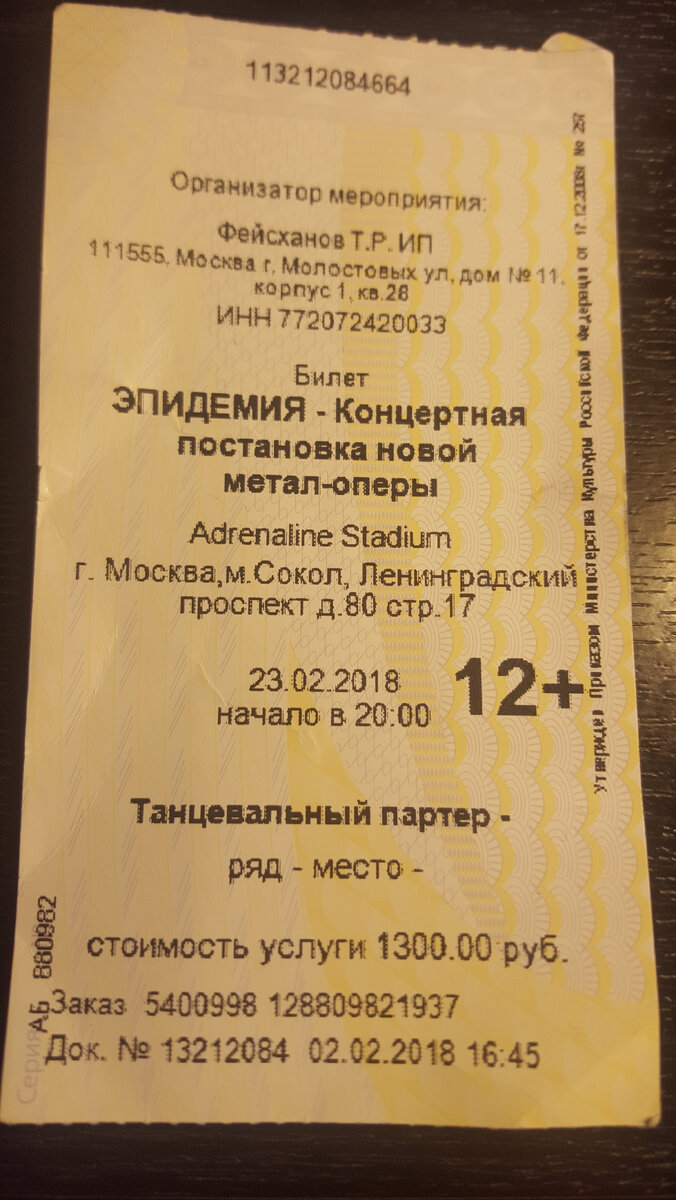 113212084664
Организатор мероприятия:
Фейсханов Т.Р. ИП
111555, Москва г, Молостовых ул, дом № 11,
корпус 1, кв.28
ИНН 772072420033
Билет
ЭПИДЕМИЯ - Концертная
постановка новой
метал-оперы
Adrenaline Stadium
г. Москва,м.Сокол, Ленинградский
проспект д.80 стр.17
23.02.2018
начало в 20:00
12+
Танцевальный партер -
ряд - место -
стоимость услуги 1300.00 руб.
Заказ 5400998 128809821937
Док. № 13212084 02.02.2018 16:45
Серия АБ 880982
утвержден Приказом Министерства Культуры Российской Федерации от 17.12.2008г № 257